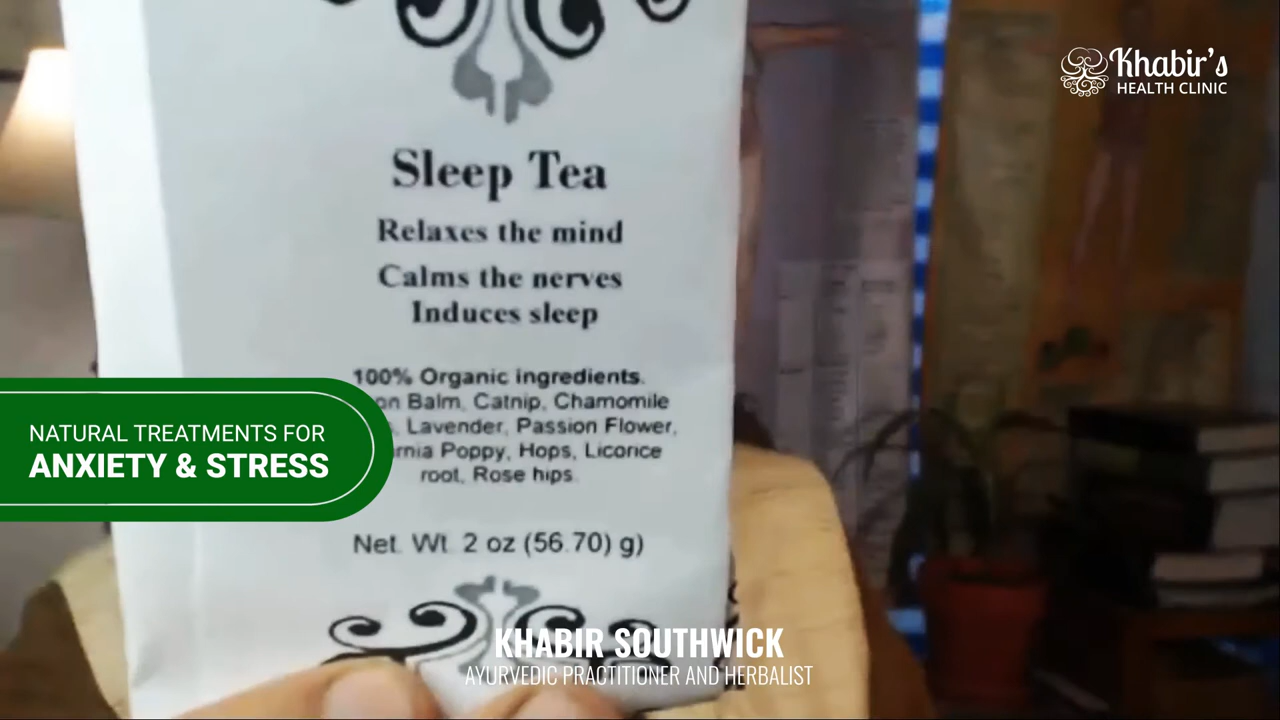 Khabir's
HEALTH CLINIC
Sleep Tea
Relaxes the mind
Calms the nerves
Induces sleep
100% Organic ingredients.
Balm, Catnip, Chamomile
Lavender, Passion Flower,
Poppy, Hops, Licorice
root, Rose hips.
Net. Wt. 2 oz (56.70) g)
NATURAL TREATMENTS FOR
ANXIETY & STRESS
KHABIR SOUTHWICK
AYURVEDIC PRACTITIONER AND HERBALIST